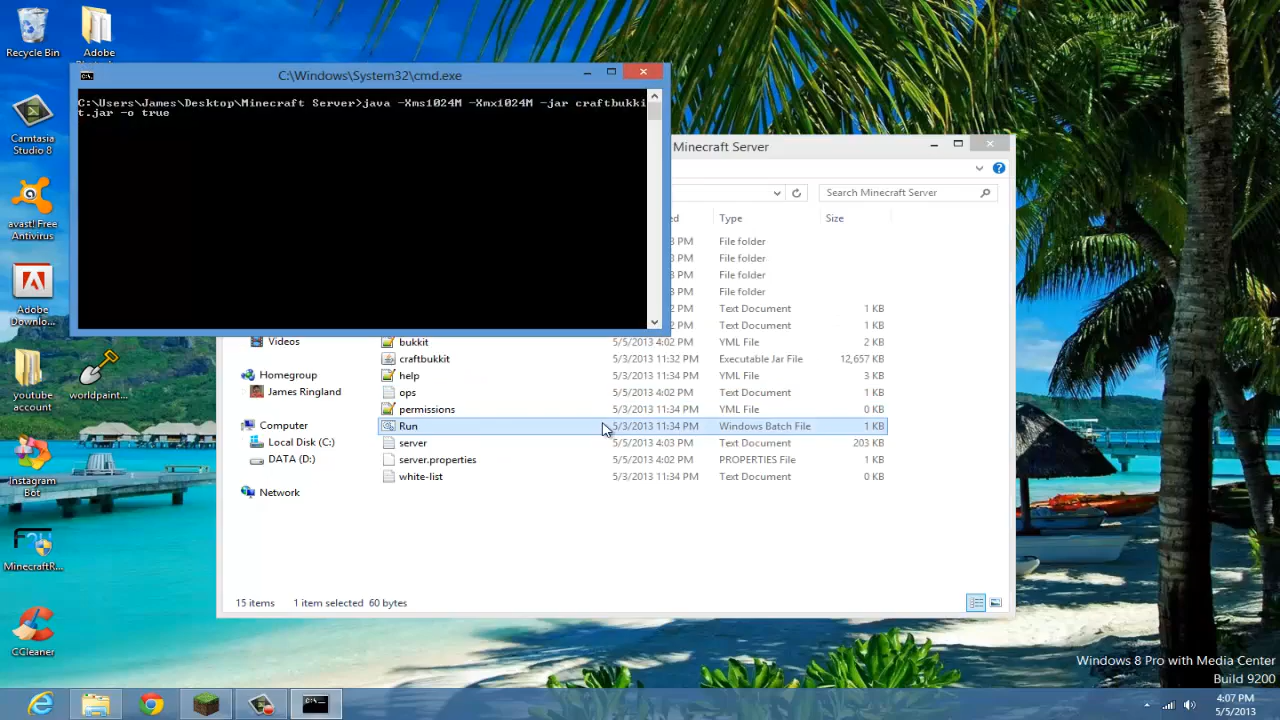 Recycle Bin
Adobe
Camtasia
Studio 8
avast! Free
Antivirus
Adobe
Downlo...
youtube
account
worldpaint...
Instagram
Bot
MinecraftR...
CCleaner
C:\Windows\System32\cmd.exe
C:\Users\James\Desktop\Minecraft Server>java -Xms1024M -Xmx1024M -jar craftbukki
t.jar -o true
Minecraft Server
Search Minecraft Server
Type Size
File folder
File folder
File folder
File folder
Text Document 1 KB
Text Document 1 KB
Videos
Homegroup
James Ringland
Computer
Local Disk (C:)
DATA (D:)
Network
bukkit 5/5/2013 4:02 PM YML File 2 KB
craftbukkit 5/3/2013 11:32 PM Executable Jar File 12,657 KB
help 5/3/2013 11:34 PM YML File 3 KB
ops 5/5/2013 4:02 PM Text Document 1 KB
permissions 5/3/2013 11:34 PM YML File 0 KB
Run 5/3/2013 11:34 PM Windows Batch File 1 KB
server 5/5/2013 4:03 PM Text Document 203 KB
server.properties 5/5/2013 4:02 PM PROPERTIES File 1 KB
white-list 5/3/2013 11:34 PM Text Document 0 KB
15 items 1 item selected 60 bytes
Windows 8 Pro with Media Center
Build 9200
4:07 PM
5/5/2013